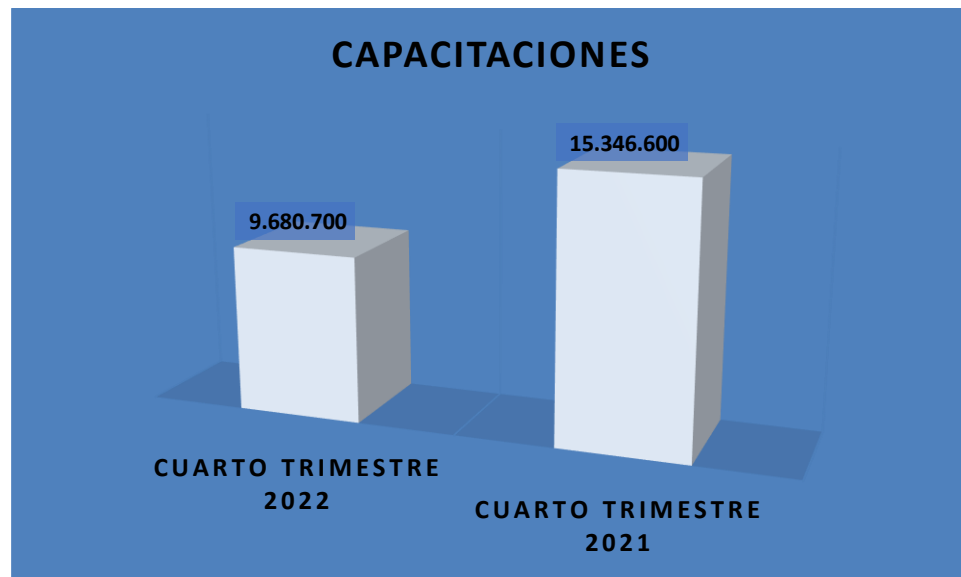 CAPACITACIONES
15.346.600
9.680.700
CUARTO TRIMESTRE
2022
CUARTO TRIMESTRE
2021